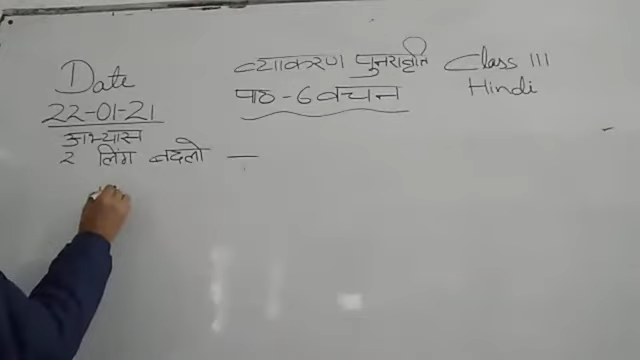 व्याकरण पुनरावृति Class III
Hindi
पाठ - 6 वचन
Date
22-01-21
अभ्यास
2 लिंग बदलो —